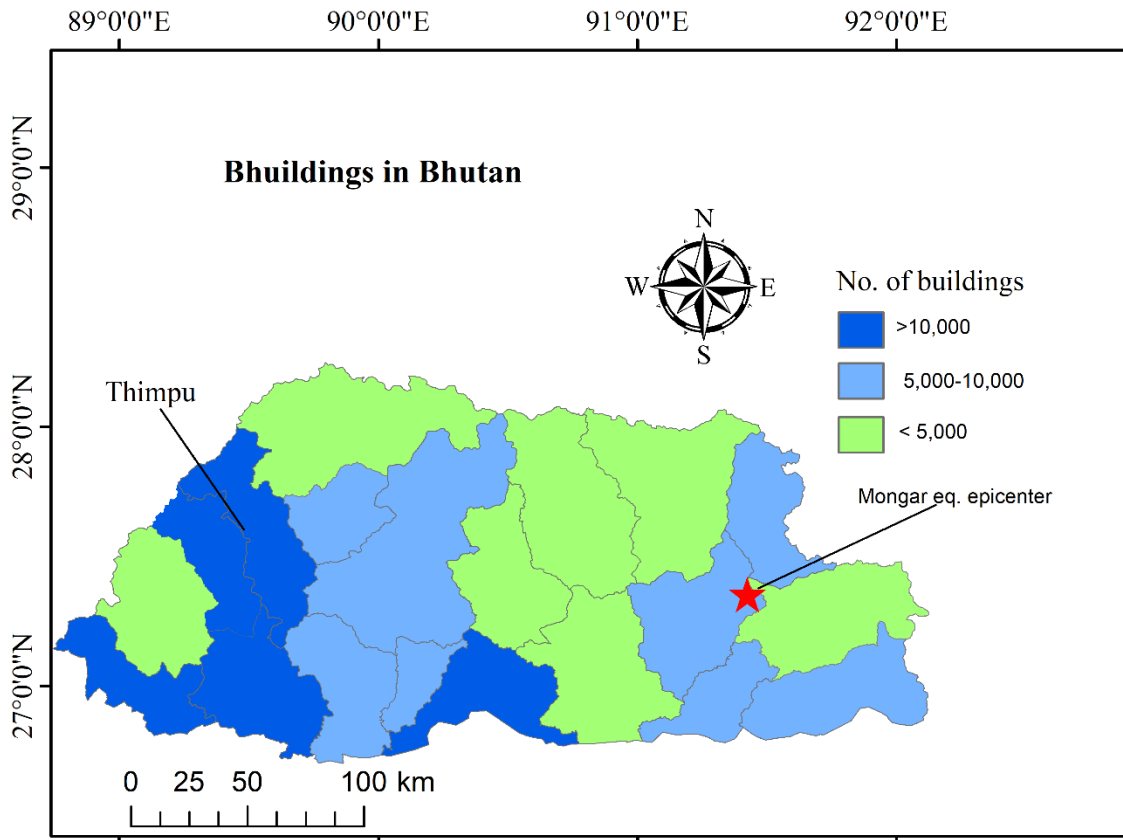 89°0'0"E 90°0'0"E 91°0'0"E 92°0'0"E
29°0'0"N
Bhuildings in Bhutan
N
W E
S
No. of buildings
>10,000
5,000-10,000
< 5,000
Thimpu
28°0'0"N
Mongar eq. epicenter
27°0'0"N
0 25 50 100 km